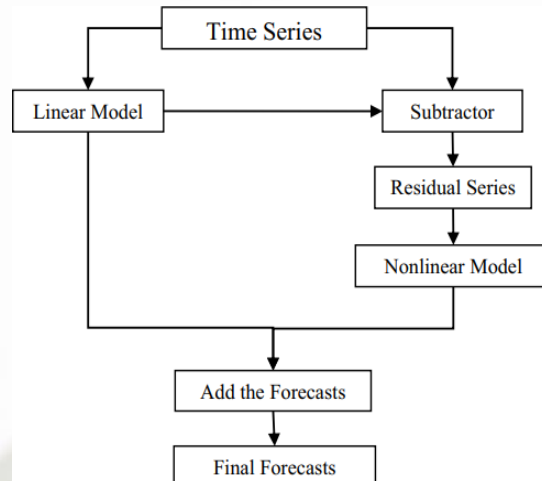 Time Series
Linear Model
Subtractor
Residual Series
Nonlinear Model
Add the Forecasts
Final Forecasts